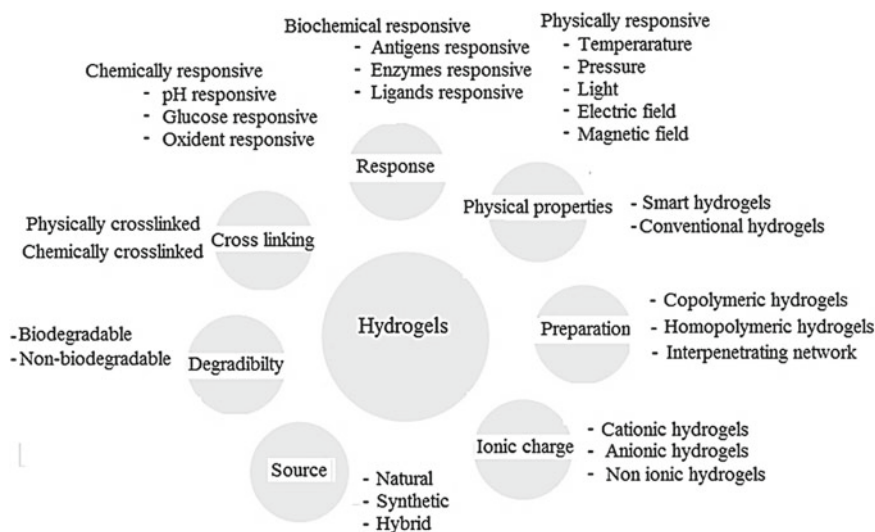 Biochemical responsive
- Antigens responsive
- Enzymes responsive
- Ligands responsive
Physically responsive
- Temperarature
- Pressure
- Light
- Electric field
- Magnetic field
Chemically responsive
- pH responsive
- Glucose responsive
- Oxident responsive
Response
Physical properties
- Smart hydrogels
- Conventional hydrogels
Physically crosslinked
Chemically crosslinked
Cross linking
Hydrogels
Preparation
- Copolymeric hydrogels
- Homopolymeric hydrogels
- Interpenetrating network
- Biodegradable
- Non-biodegradable
Degradibilty
Ionic charge
- Cationic hydrogels
- Anionic hydrogels
- Non ionic hydrogels
Source
- Natural
- Synthetic
- Hybrid